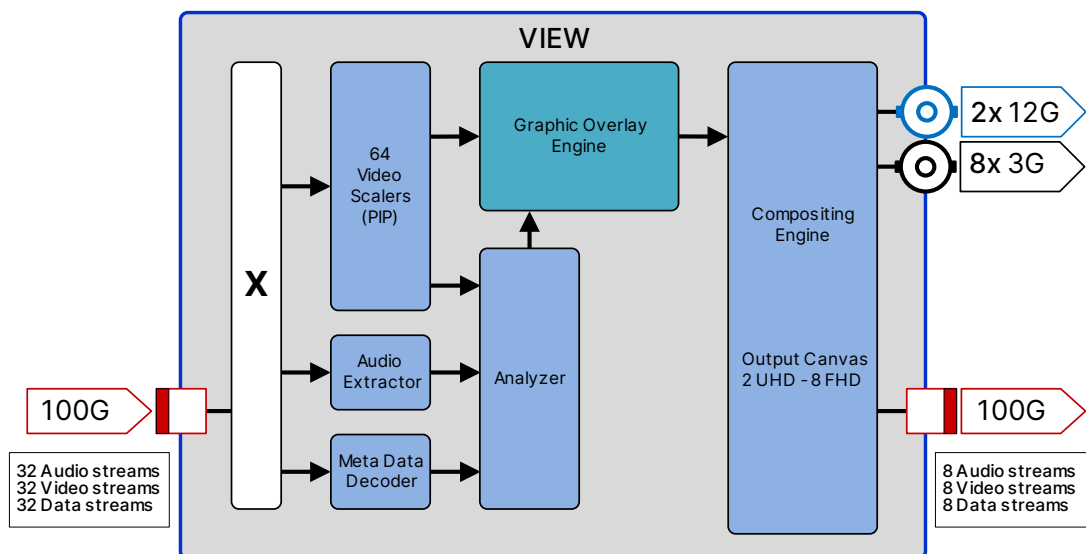 VIEW
X
64
Video
Scalers
(PIP)
Graphic Overlay
Engine
Audio
Extractor
Meta Data
Decoder
Analyzer
Compositing
Engine
Output Canvas
2 UHD - 8 FHD
2x 12G
8x 3G
100G
32 Audio streams
32 Video streams
32 Data streams
100G
8 Audio streams
8 Video streams
8 Data streams